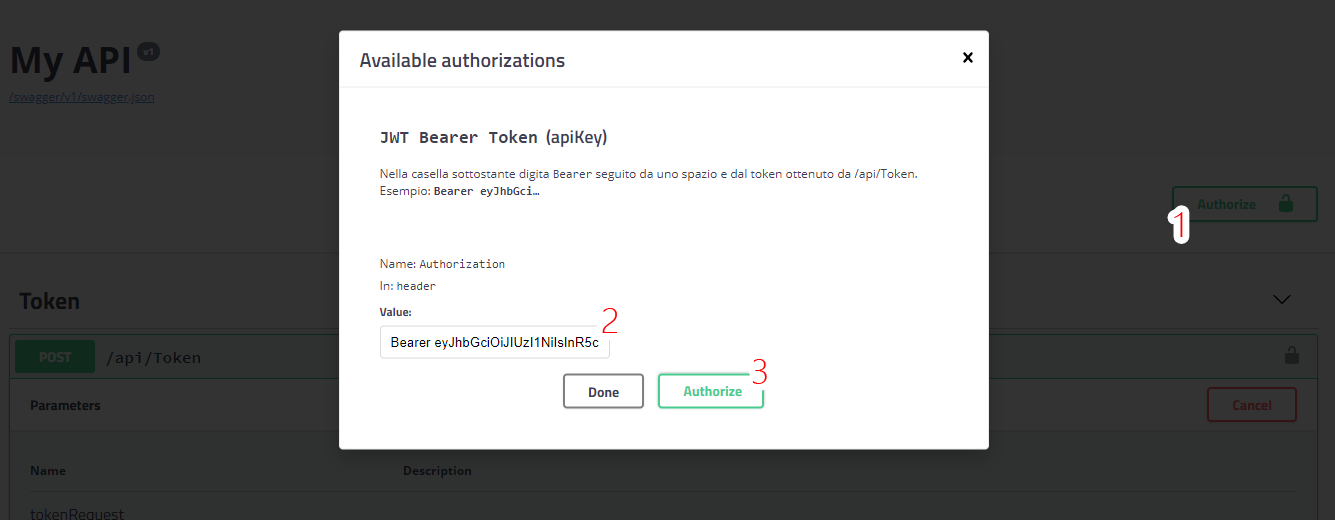 My API v1
/swagger/v1/swagger.json
Available authorizations
JWT Bearer Token (apiKey)
Nella casella sottostante digita Bearer seguito da uno spazio e dal token ottenuto da /api/Token.
Esempio: Bearer eyJhbGci…
Authorize
1
Name: Authorization
In: header
Value:
2
Bearer eyJhbGciOiJIUzI1NiIsInR5c
Done
Authorize
3
Token
POST /api/Token
Parameters
Cancel
Name Description
tokenRequest